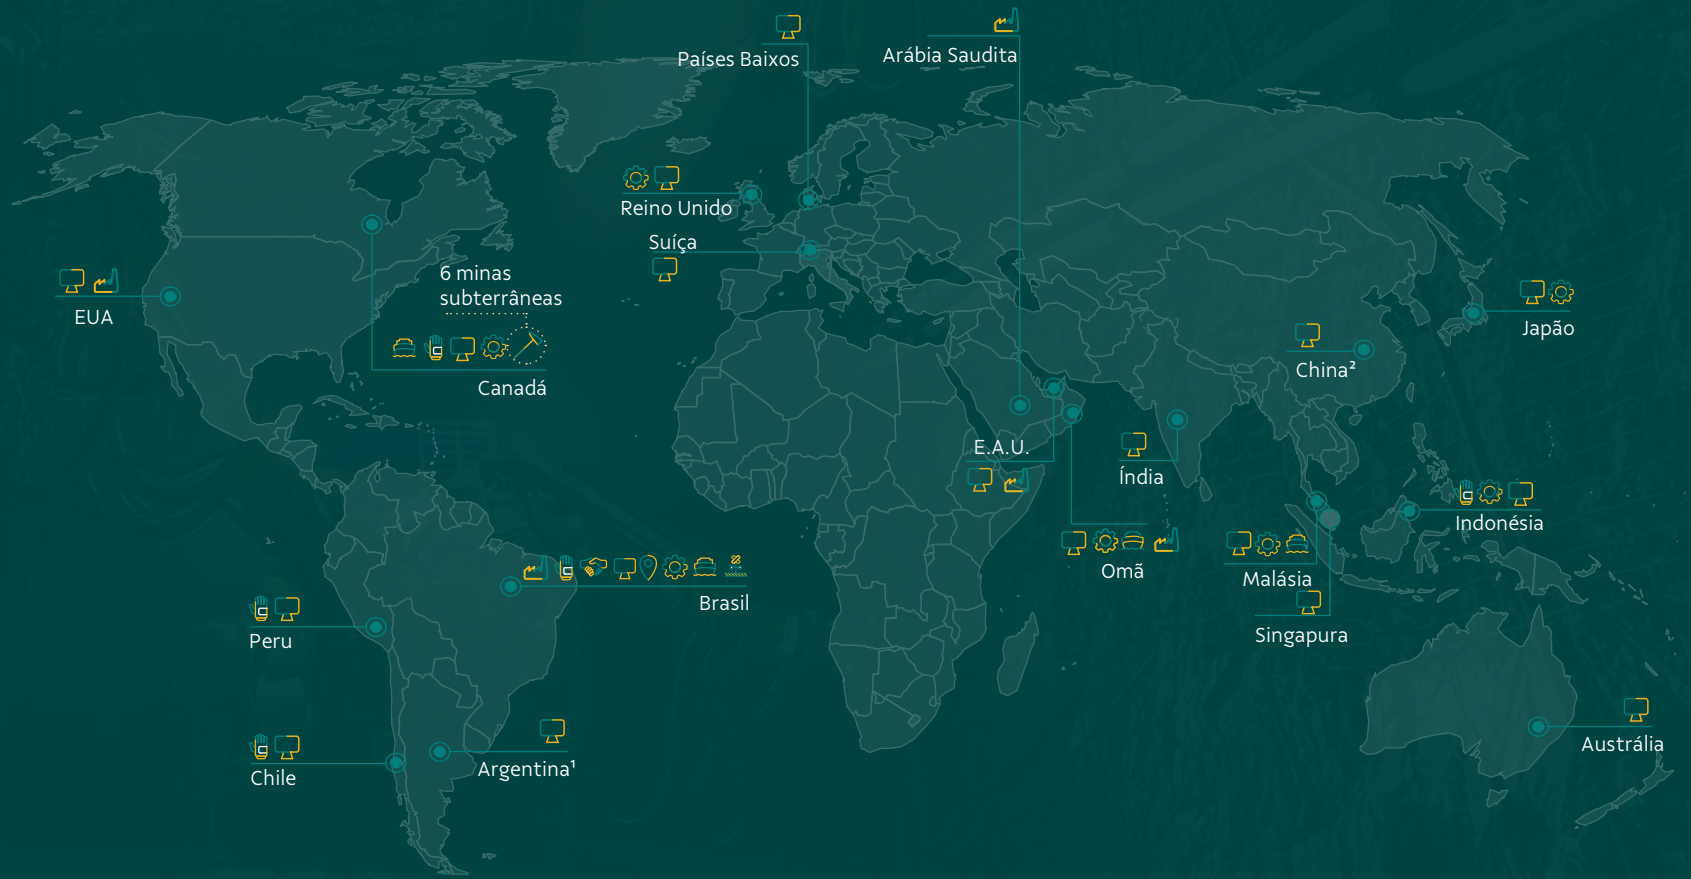 Países Baixos
Arábia Saudita
Reino Unido
Suíça
6 minas
subterrâneas
EUA
Canadá
Japão
China²
E.A.U.
Índia
Indonésia
Omã
Malásia
Brasil
Singapura
Peru
Argentina¹
Chile
Austrália